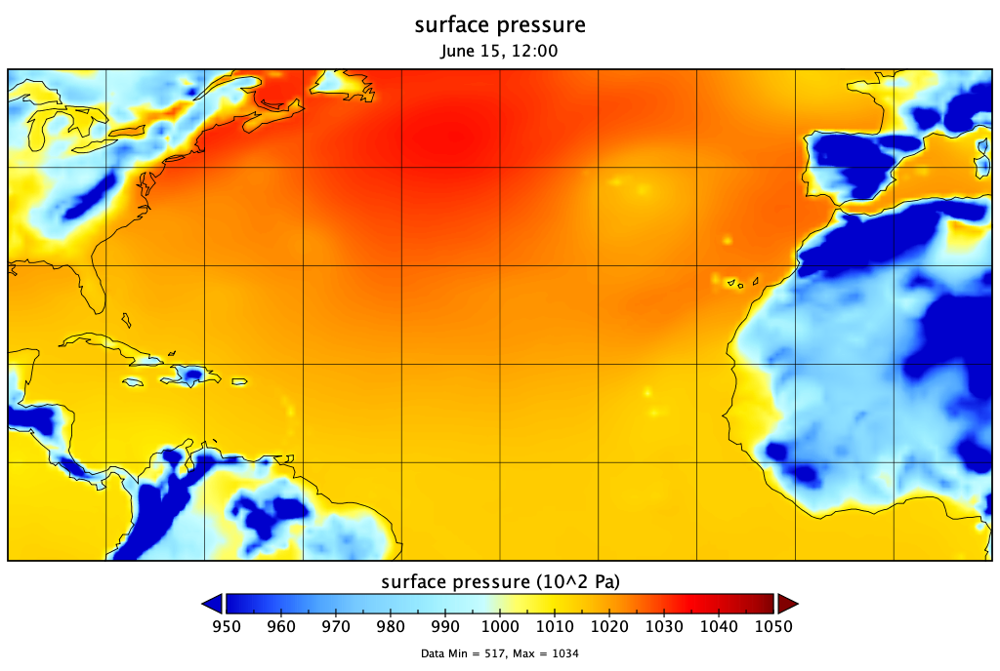 surface pressure
June 15, 12:00
surface pressure (10^2 Pa)
950 960 970 980 990 1000 1010 1020 1030 1040 1050
Data Min = 517, Max = 1034